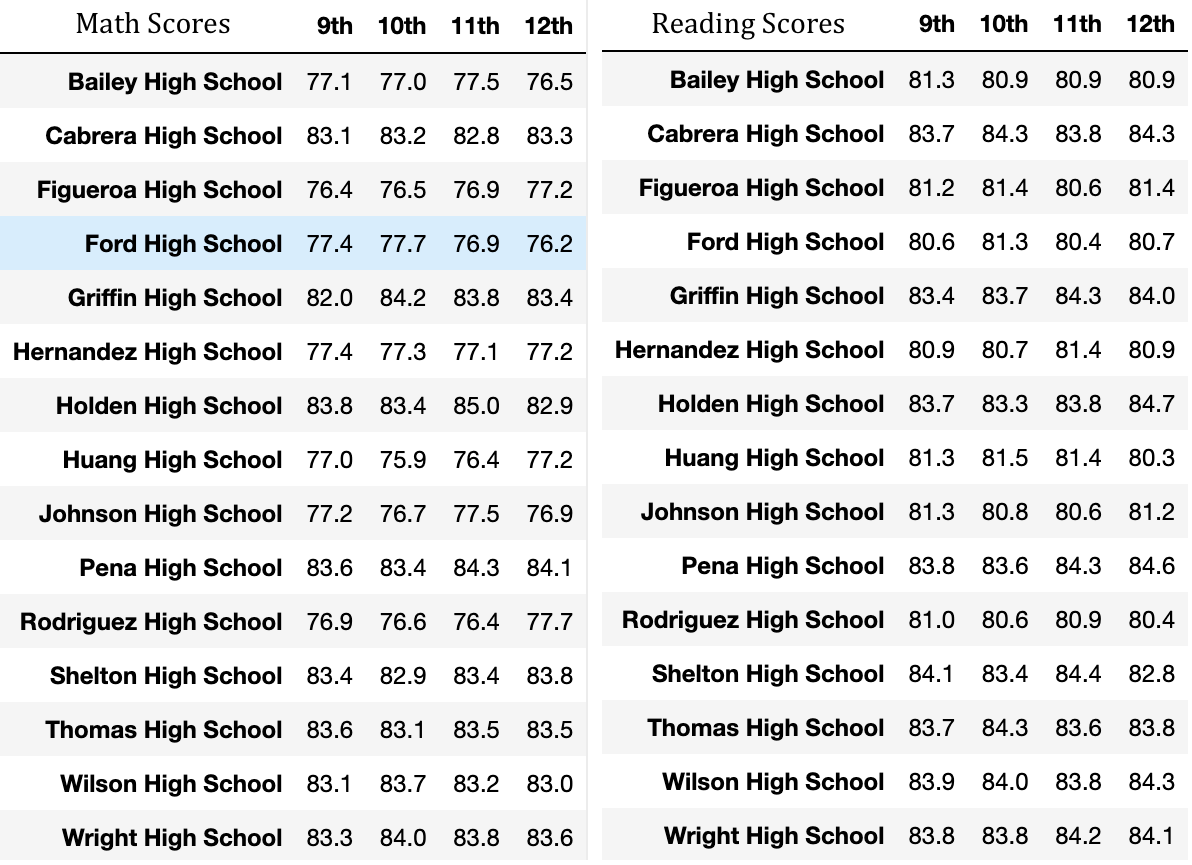 Math Scores 9th 10th 11th 12th
Bailey High School 77.1 77.0 77.5 76.5
Cabrera High School 83.1 83.2 82.8 83.3
Figueroa High School 76.4 76.5 76.9 77.2
Ford High School 77.4 77.7 76.9 76.2
Griffin High School 82.0 84.2 83.8 83.4
Hernandez High School 77.4 77.3 77.1 77.2
Holden High School 83.8 83.4 85.0 82.9
Huang High School 77.0 75.9 76.4 77.2
Johnson High School 77.2 76.7 77.5 76.9
Pena High School 83.6 83.4 84.3 84.1
Rodriguez High School 76.9 76.6 76.4 77.7
Shelton High School 83.4 82.9 83.4 83.8
Thomas High School 83.6 83.1 83.5 83.5
Wilson High School 83.1 83.7 83.2 83.0
Wright High School 83.3 84.0 83.8 83.6
Reading Scores 9th 10th 11th 12th
Bailey High School 81.3 80.9 80.9 80.9
Cabrera High School 83.7 84.3 83.8 84.3
Figueroa High School 81.2 81.4 80.6 81.4
Ford High School 80.6 81.3 80.4 80.7
Griffin High School 83.4 83.7 84.3 84.0
Hernandez High School 80.9 80.7 81.4 80.9
Holden High School 83.7 83.3 83.8 84.7
Huang High School 81.3 81.5 81.4 80.3
Johnson High School 81.3 80.8 80.6 81.2
Pena High School 83.8 83.6 84.3 84.6
Rodriguez High School 81.0 80.6 80.9 80.4
Shelton High School 84.1 83.4 84.4 82.8
Thomas High School 83.7 84.3 83.6 83.8
Wilson High School 83.9 84.0 83.8 84.3
Wright High School 83.8 83.8 84.2 84.1